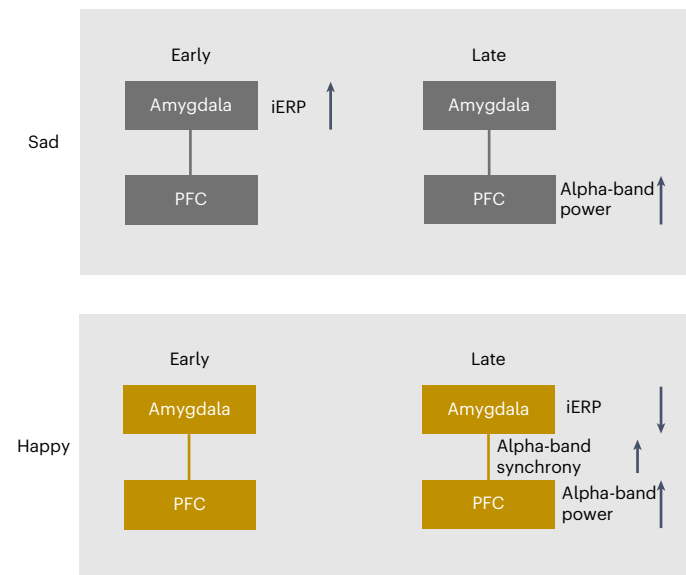 Early
Late
Amygdala
iERP
Amygdala
Sad
PFC
PFC
Alpha-band
power
Early
Late
Amygdala
Amygdala
iERP
Happy
Alpha-band
synchrony
PFC
PFC
Alpha-band
power